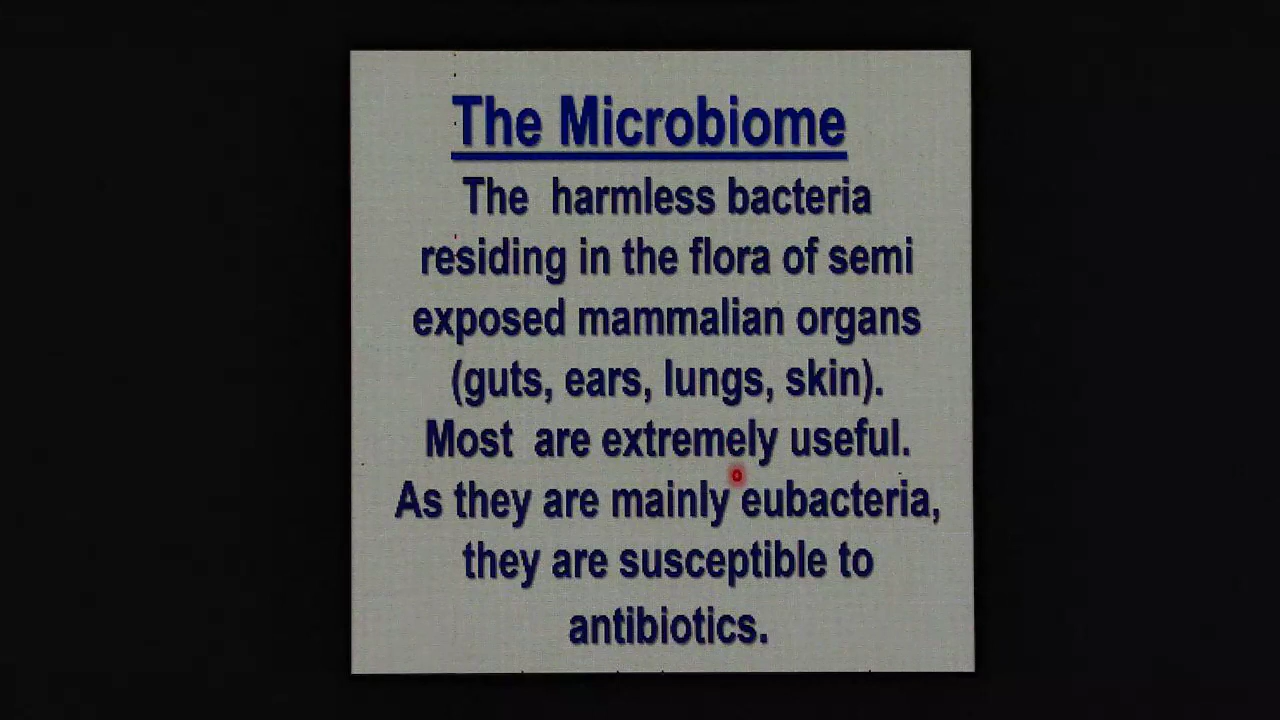 The Microbiome
The harmless bacteria
residing in the flora of semi
exposed mammalian organs
(guts, ears, lungs, skin).
Most are extremely useful.
As they are mainly eubacteria,
they are susceptible to
antibiotics.